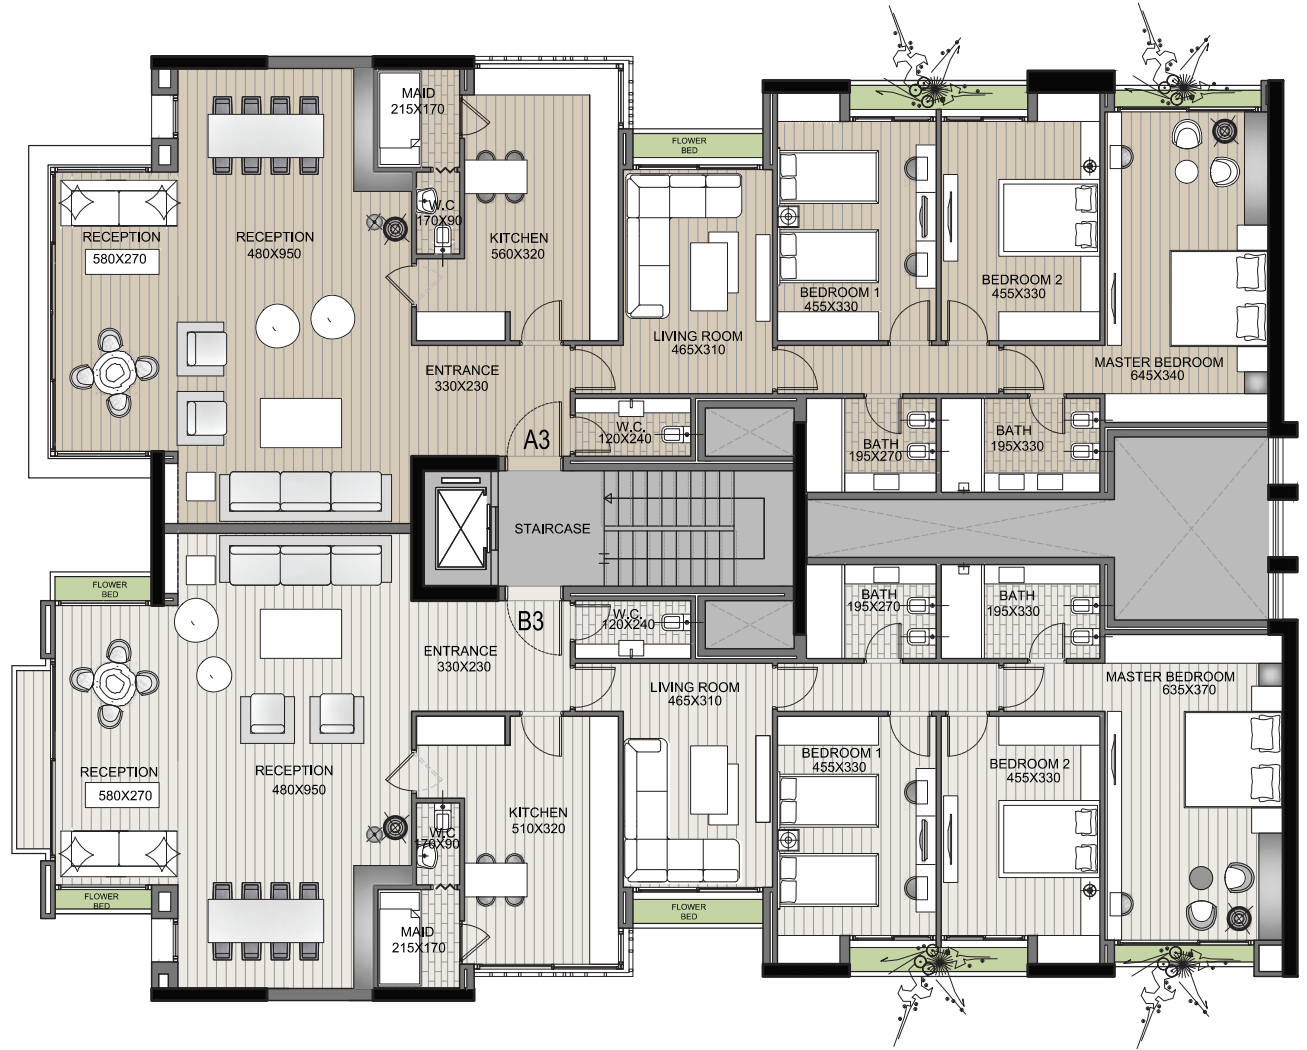 MAID
215X170
FLOWER
BED
W.C
170X90
RECEPTION
580X270
RECEPTION
480X950
KITCHEN
560X320
BEDROOM 1
455X330
BEDROOM 2
455X330
LIVING ROOM
465X310
MASTER BEDROOM
645X340
ENTRANCE
330X230
A3
W.C.
120X240
BATH
195X270
BATH
195X330
STAIRCASE
FLOWER
BED
B3
W.C.
120X240
BATH
195X270
BATH
195X330
ENTRANCE
330X230
LIVING ROOM
465X310
MASTER BEDROOM
635X370
RECEPTION
580X270
RECEPTION
480X950
BEDROOM 1
455X330
BEDROOM 2
455X330
KITCHEN
510X320
W.C
170X90
FLOWER
BED
MAID
215X170
FLOWER
BED